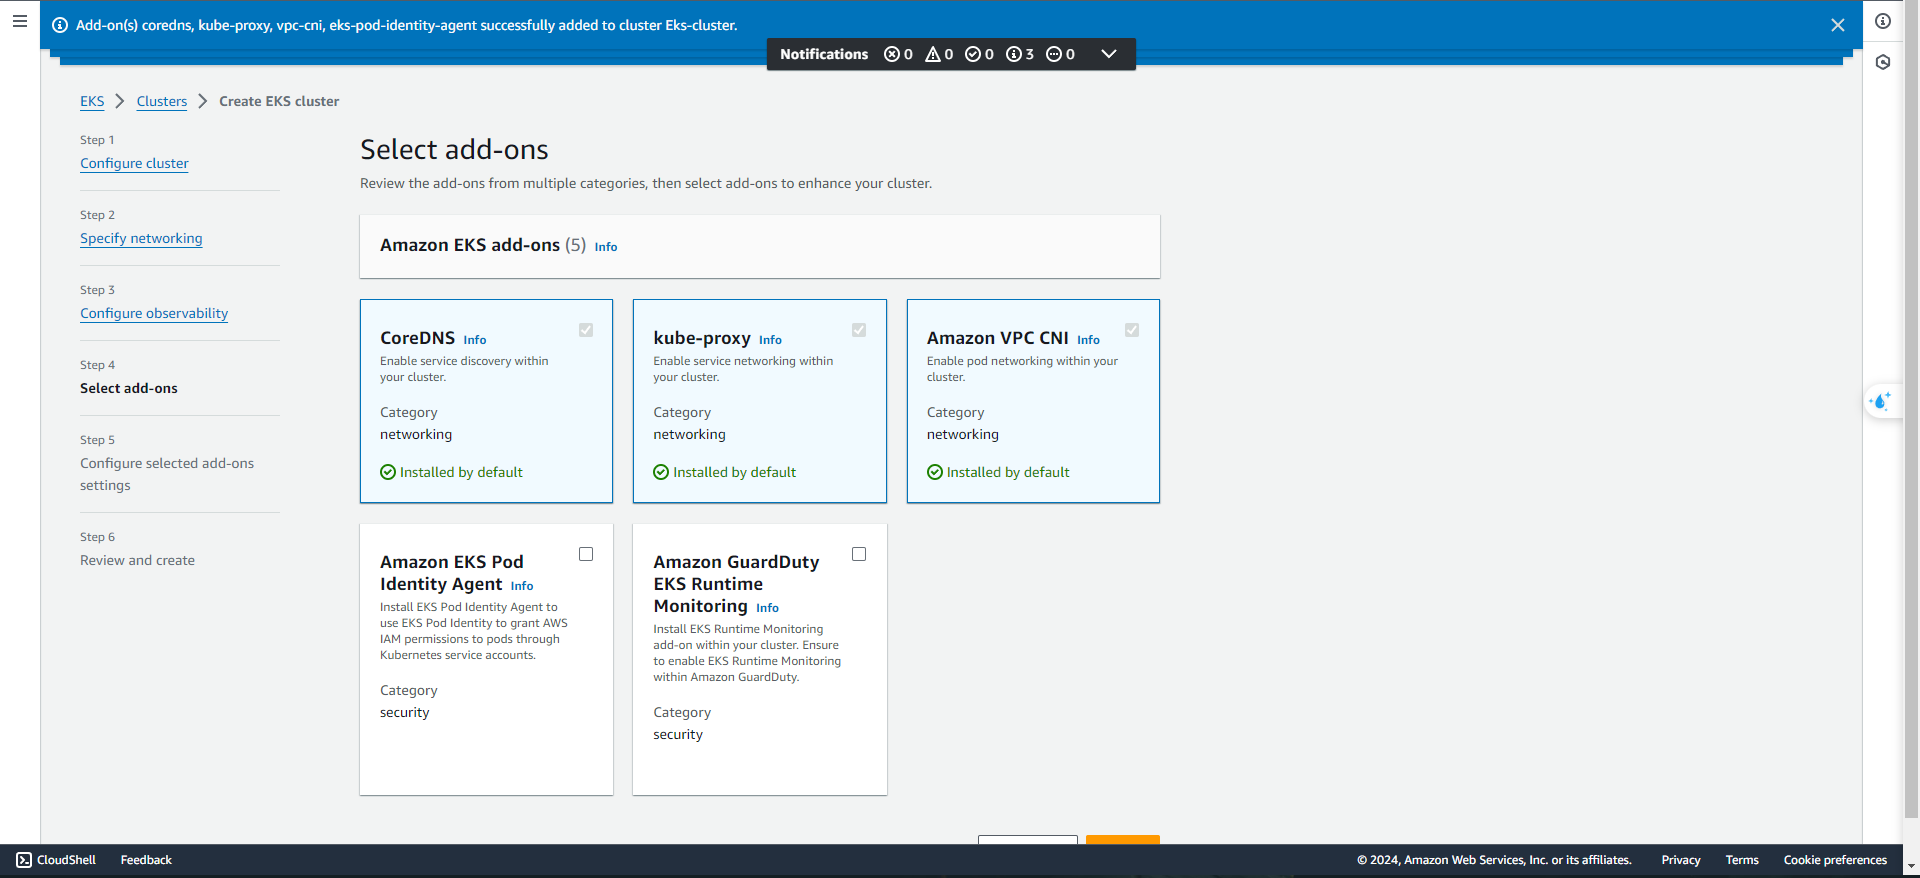 Add-on(s) coredns, kube-proxy, vpc-cni, eks-pod-identity-agent successfully added to cluster Eks-cluster.
Notifications 0 0 0 3 0
EKS > Clusters > Create EKS cluster
Step 1
Configure cluster
Step 2
Specify networking
Step 3
Configure observability
Step 4
Select add-ons
Step 5
Configure selected add-ons
settings
Step 6
Review and create
Select add-ons
Review the add-ons from multiple categories, then select add-ons to enhance your cluster.
Amazon EKS add-ons (5) Info
CoreDNS Info
Enable service discovery within
your cluster.
Category
networking
Installed by default
kube-proxy Info
Enable service networking within
your cluster.
Category
networking
Installed by default
Amazon VPC CNI Info
Enable pod networking within your
cluster.
Category
networking
Installed by default
Amazon EKS Pod
Identity Agent Info
Install EKS Pod Identity Agent to
use EKS Pod Identity to grant AWS
IAM permissions to pods through
Kubernetes service accounts.
Category
security
Amazon GuardDuty
EKS Runtime
Monitoring Info
Install EKS Runtime Monitoring
add-on within your cluster. Ensure
to enable EKS Runtime Monitoring
within Amazon GuardDuty.
Category
security
CloudShell Feedback © 2024, Amazon Web Services, Inc. or its affiliates. Privacy Terms Cookie preferences